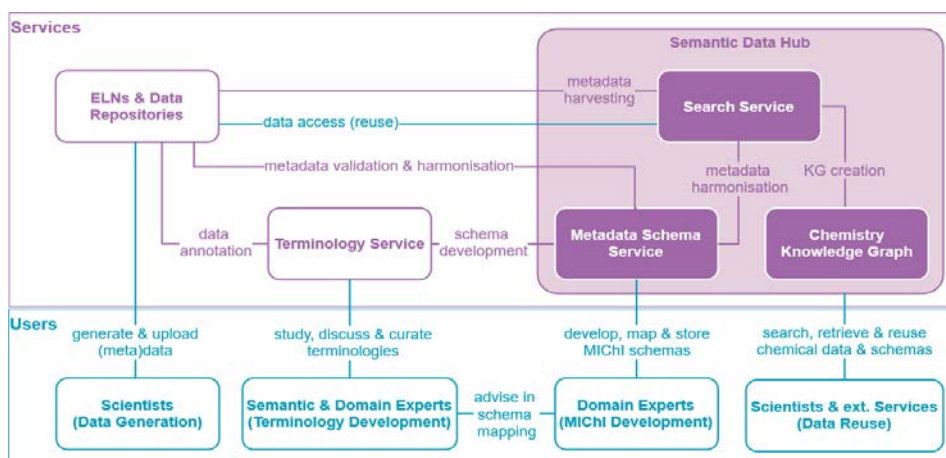 Services
Semantic Data Hub
ELNs & Data
Repositories
metadata
harvesting
Search Service
data access (reuse)
metadata validation & harmonisation
metadata
harmonisation
KG creation
data
annotation
Terminology Service
schema
development
Metadata Schema
Service
Chemistry
Knowledge Graph
Users
generate & upload
(meta)data
study, discuss & curate
terminologies
develop, map & store
MIChI schemas
search, retrieve & reuse
chemical data & schemas
Scientists
(Data Generation)
Semantic & Domain Experts
(Terminology Development)
advise in
schema
mapping
Domain Experts
(MIChI Development)
Scientists & ext. Services
(Data Reuse)